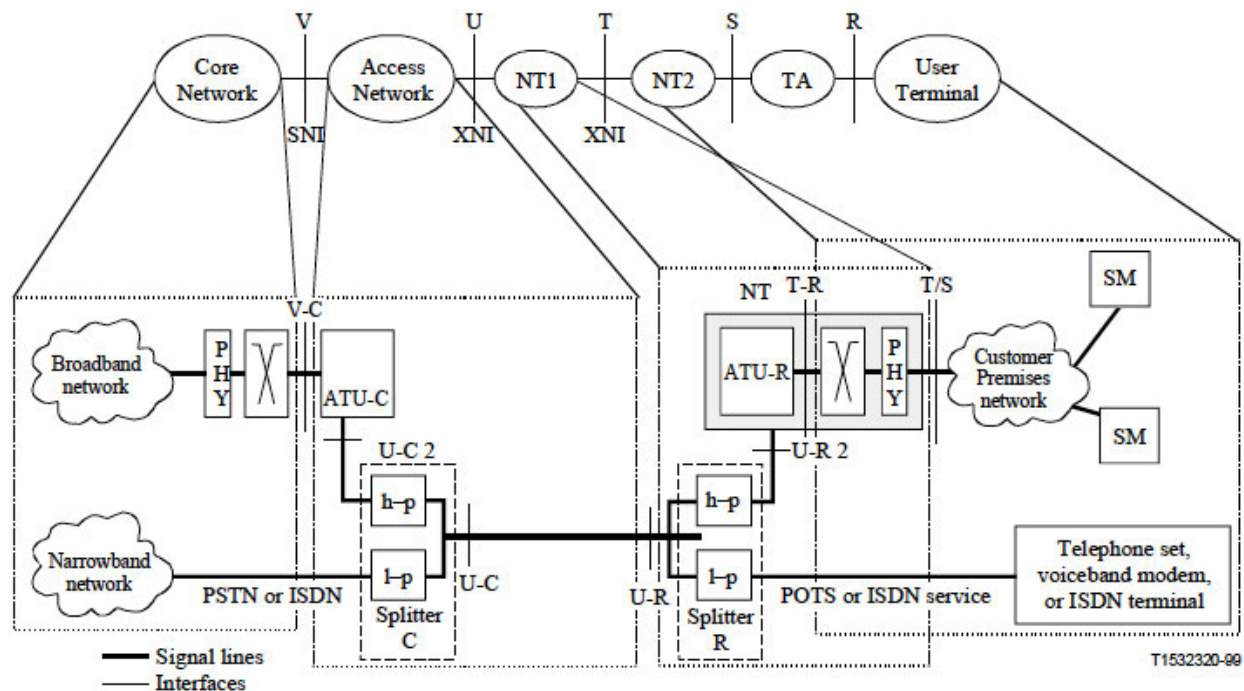 V
U
T
S
R
Core
Network
Access
Network
NT1
NT2
TA
User
Terminal
SNI
XNI
XNI
V-C
NT
T-R
T/S
SM
Broadband
network
P
H
Y
ATU-C
ATU-R
P
H
Y
Customer
Premises
network
SM
U-C 2
U-R 2
h–p
h–p
Narrowband
network
PSTN or ISDN
l–p
U-C
U-R
l–p
POTS or ISDN service
Telephone set,
voiceband modem,
or ISDN terminal
Splitter
C
Splitter
R
Signal lines
Interfaces
T1532320-99